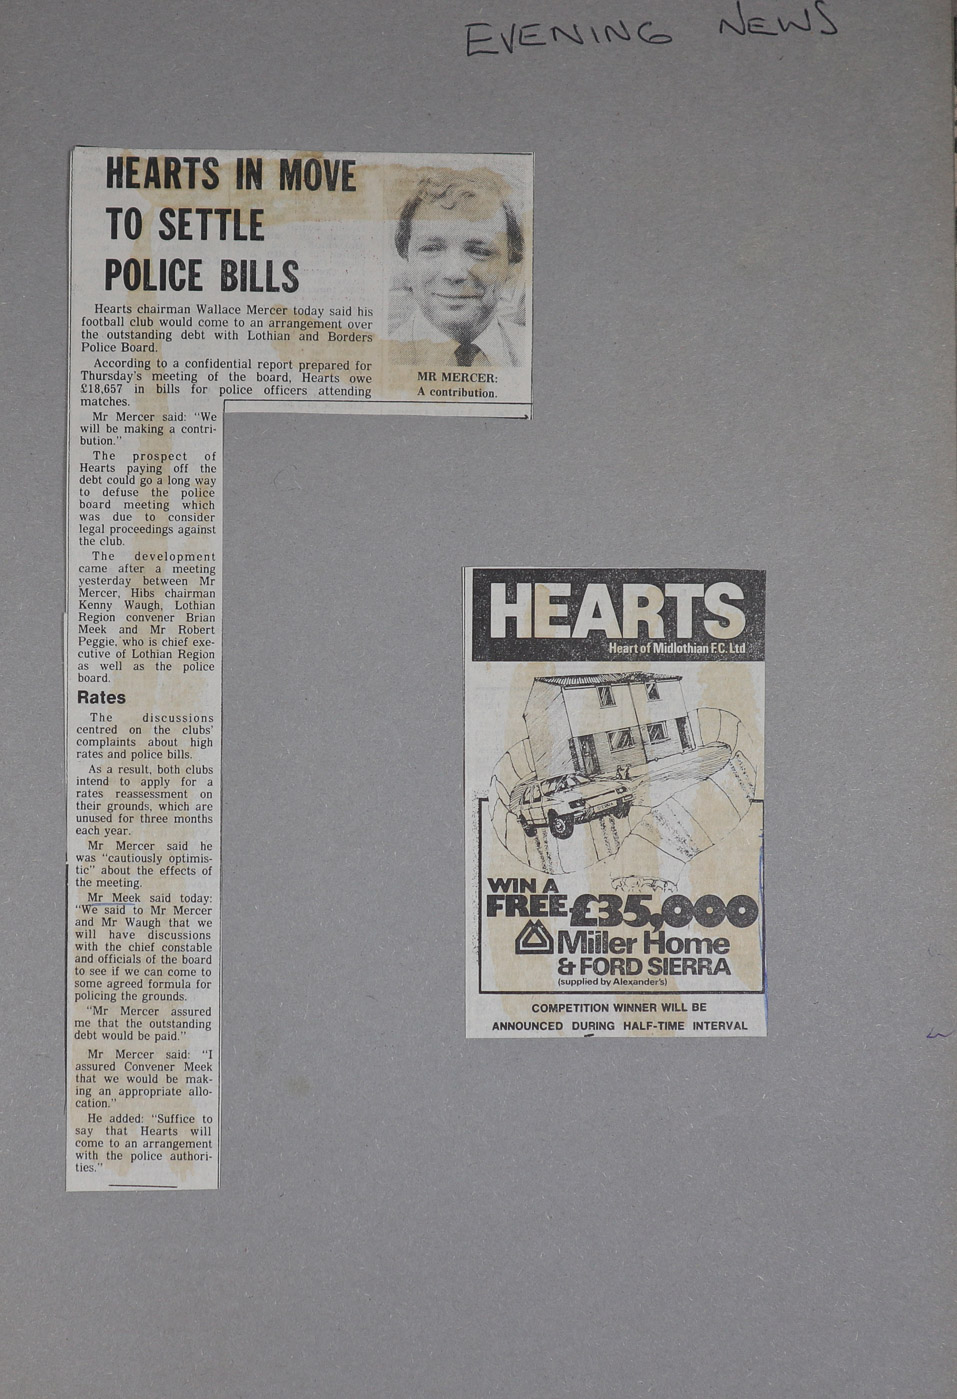 EVENING NEWS
HEARTS IN MOVE
TO SETTLE
POLICE BILLS
Hearts chairman Wallace Mercer today said his
football club would come to an arrangement over
the outstanding debt with Lothian and Borders
Police Board.
According to a confidential report prepared for
Thursday's meeting of the board, Hearts owe
£18,657 in bills for police officers attending
matches.
MR MERCER:
A contribution.
Mr Mercer said: "We
will be making a contri-
bution."
The prospect of
Hearts paying off the
debt could go a long way
to defuse the police
board meeting which
was due to consider
legal proceedings against
the club.
The development
came after a meeting
yesterday between Mr
Mercer, Hibs chairman
Kenny Waugh, Lothian
Region convener Brian
Meek and Mr Robert
Peggie, who is chief exe-
cutive of Lothian Region
as well as the police
board.
Rates
The discussions
centred on the clubs'
complaints about high
rates and police bills.
As a result, both clubs
intend to apply for a
rates reassessment on
their grounds, which are
unused for three months
each year.
Mr Mercer said he
was "cautiously optimis-
tic" about the effects of
the meeting.
Mr Meek said today:
"We said to Mr Mercer
and Mr Waugh that we
will have discussions
with the chief constable
and officials of the board
to see if we can come to
some agreed formula for
policing the grounds.
"Mr Mercer assured
me that the outstanding
debt would be paid."
Mr Mercer said: "I
assured Convener Meek
that we would be mak-
ing an appropriate allo-
cation."
He added: "Suffice to
say that Hearts will
come to an arrangement
with the police authori-
ties."
HEARTS
Heart of Midlothian F.C. Ltd
WIN A
FREE £35,000
Miller Home
& FORD SIERRA
(supplied by Alexander's)
COMPETITION WINNER WILL BE
ANNOUNCED DURING HALF-TIME INTERVAL